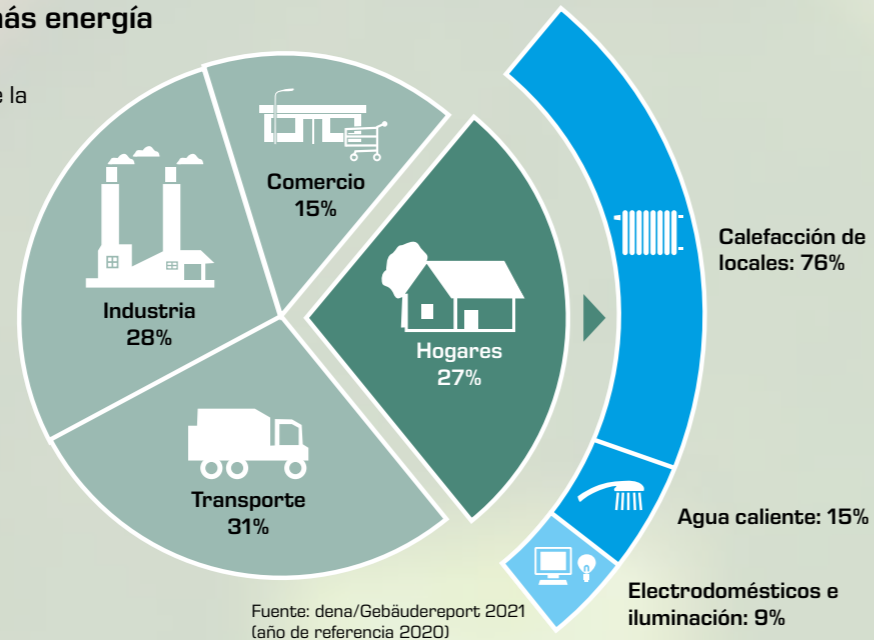 más energía
e la
Comercio
15%
Industria
28%
Hogares
27%
Transporte
31%
Calefacción de
locales: 76%
Agua caliente: 15%
Electrodomésticos e
iluminación: 9%
Fuente: dena/Gebäudereport 2021
(año de referencia 2020)